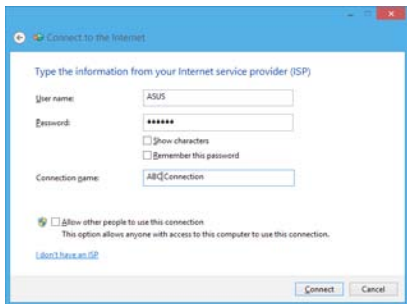 Connect to the Internet
Type the information from your Internet service provider (ISP)
User name:
ASUS
Password:
••••••
Show characters
Remember this password
Connection name:
ABC Connection
Allow other people to use this connection
This option allows anyone with access to this computer to use this connection.
I don't have an ISP
Connect
Cancel